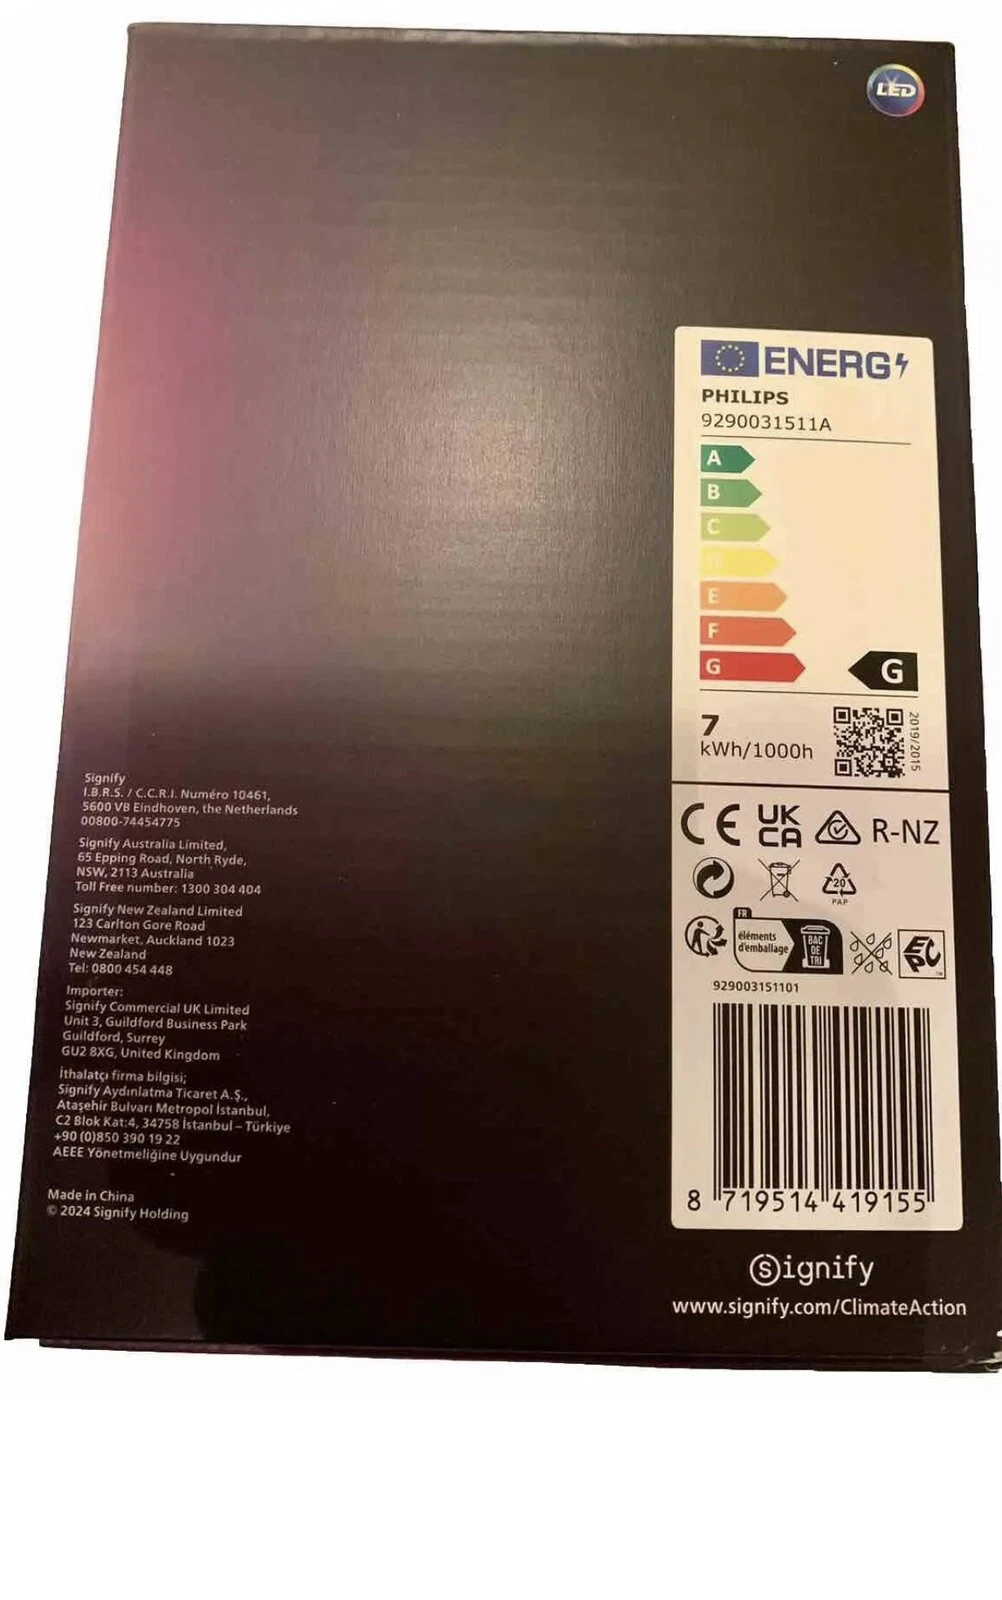 LED
ENERG
PHILIPS
9290031511A
A
B
C
D
E
F
G
G
7
kWh/1000h
2019/2015
CE UK CA R-NZ
20
PAP
FR
éléments
d'emballage
BAC
DE
TRI
EPC
™
929003151101
8 719514 419155
Signify
I.B.R.S. / C.C.R.I. Numéro 10461,
5600 VB Eindhoven, the Netherlands
00800-74454775
Signify Australia Limited,
65 Epping Road, North Ryde,
NSW, 2113 Australia
Toll Free number: 1300 304 404
Signify New Zealand Limited
123 Carlton Gore Road
Newmarket, Auckland 1023
New Zealand
Tel: 0800 454 448
Importer:
Signify Commercial UK Limited
Unit 3, Guildford Business Park
Guildford, Surrey
GU2 8XG, United Kingdom
İthalatçı firma bilgisi;
Signify Aydınlatma Ticaret A.Ş.,
Ataşehir Bulvarı Metropol İstanbul,
C2 Blok Kat:4, 34758 İstanbul – Türkiye
+90 (0)850 390 19 22
AEEE Yönetmeliğine Uygundur
Made in China
© 2024 Signify Holding
Signify
www.signify.com/ClimateAction